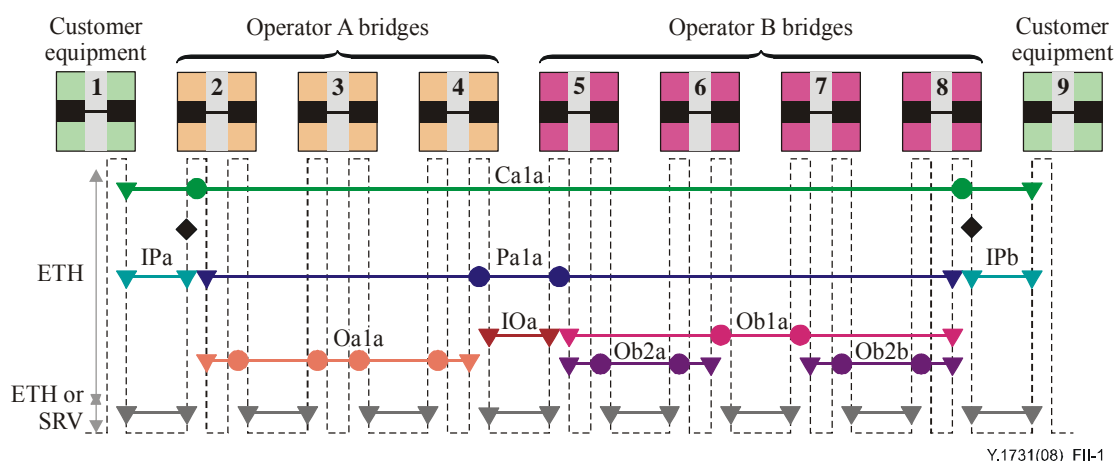 Customer equipment
Operator A bridges
Operator B bridges
Customer equipment
1 2 3 4 5 6 7 8 9
Ca1a
IPa
Pa1a
IPb
ETH
IOa
Ob1a
Oa1a
Ob2a
Ob2b
ETH or
SRV
Y.1731(08)_FII-1